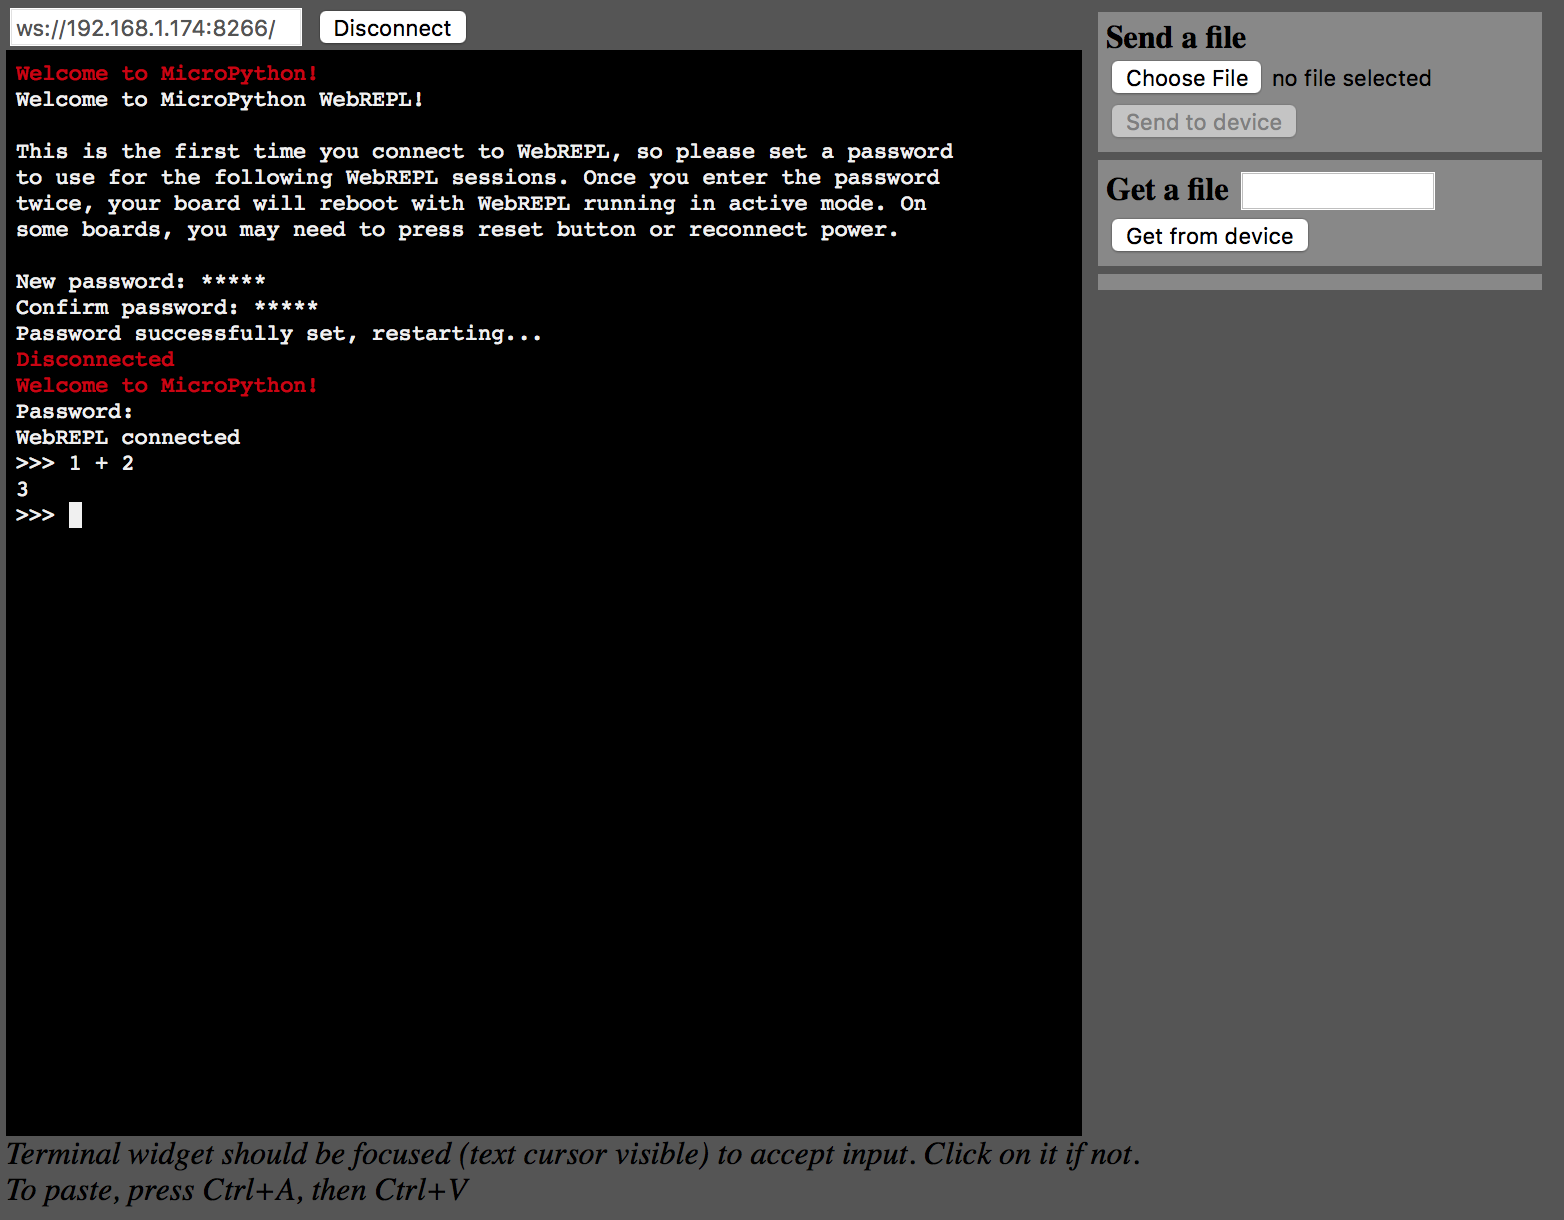 ws://192.168.1.174:8266/
Disconnect
Welcome to MicroPython!
Welcome to MicroPython WebREPL!
This is the first time you connect to WebREPL, so please set a password
to use for the following WebREPL sessions. Once you enter the password
twice, your board will reboot with WebREPL running in active mode. On
some boards, you may need to press reset button or reconnect power.
New password: *****
Confirm password: *****
Password successfully set, restarting...
Disconnected
Welcome to MicroPython!
Password:
WebREPL connected
>>> 1 + 2
3
>>>
Terminal widget should be focused (text cursor visible) to accept input. Click on it if not.
To paste, press Ctrl+A, then Ctrl+V
Send a file
Choose File no file selected
Send to device
Get a file
Get from device